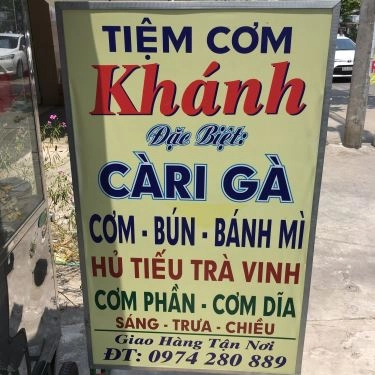 TIỆM CƠM
Khánh
Đặc Biệt:
CÀRI GÀ
CƠM - BÚN - BÁNH MÌ
HỦ TIẾU TRÀ VINH
CƠM PHẦN - CƠM DĨA
SÁNG - TRƯA - CHIỀU
Giao Hàng Tận Nơi
ĐT: 0974 280 889